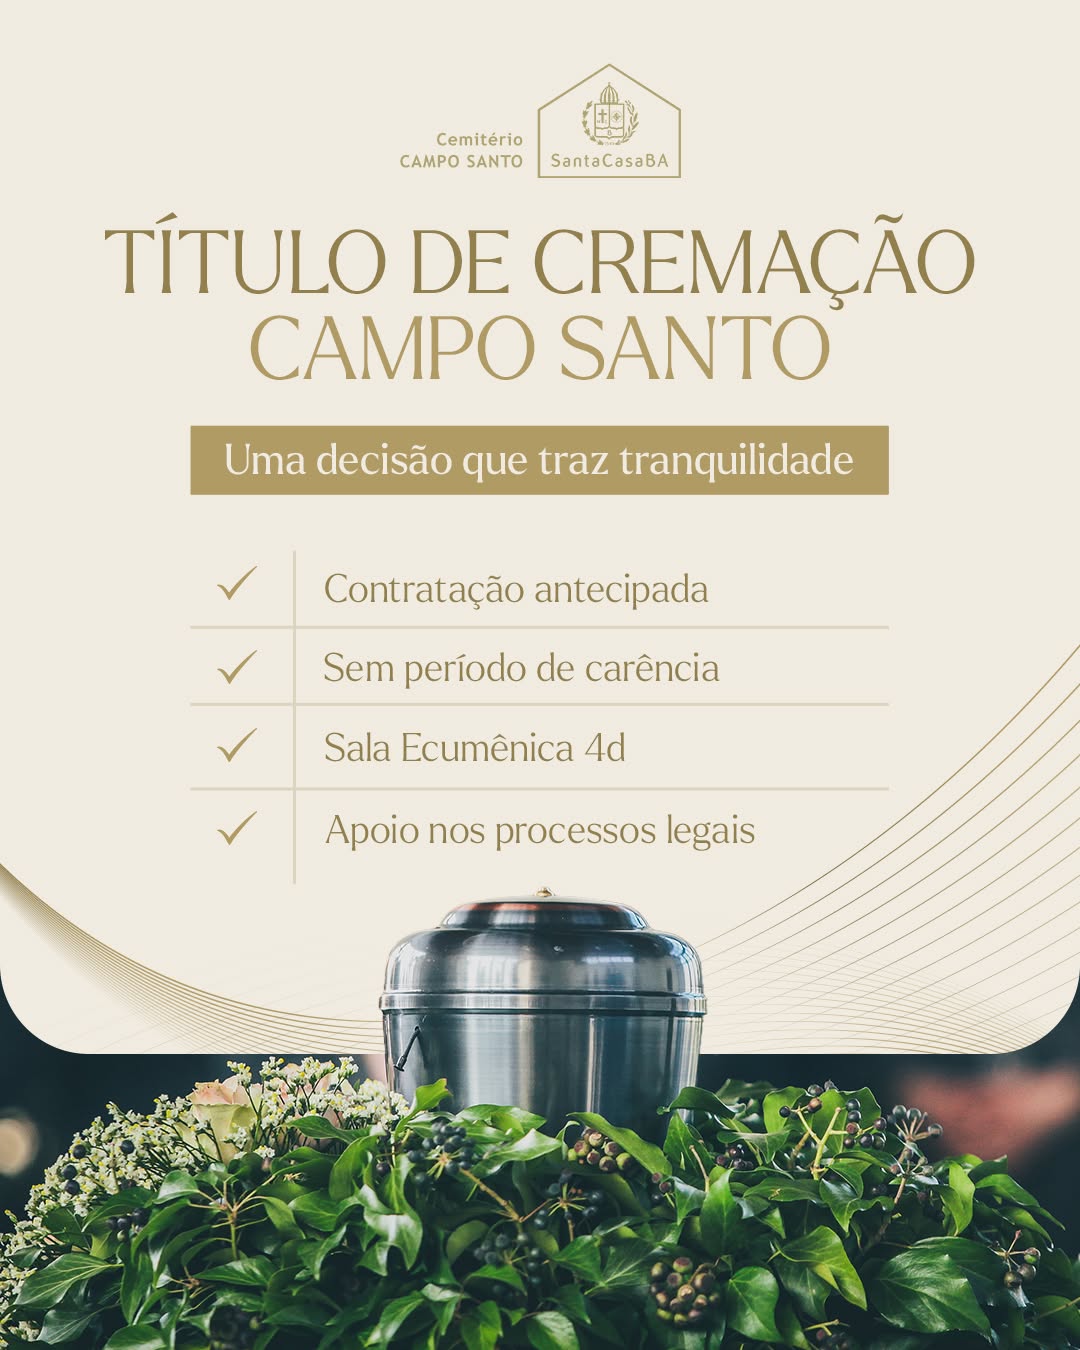 Cemitério
CAMPO SANTO
SantaCasaBA
TÍTULO DE CREMAÇÃO
CAMPO SANTO
Uma decisão que traz tranquilidade
Contratação antecipada
Sem período de carência
Sala Ecumênica 4d
Apoio nos processos legais